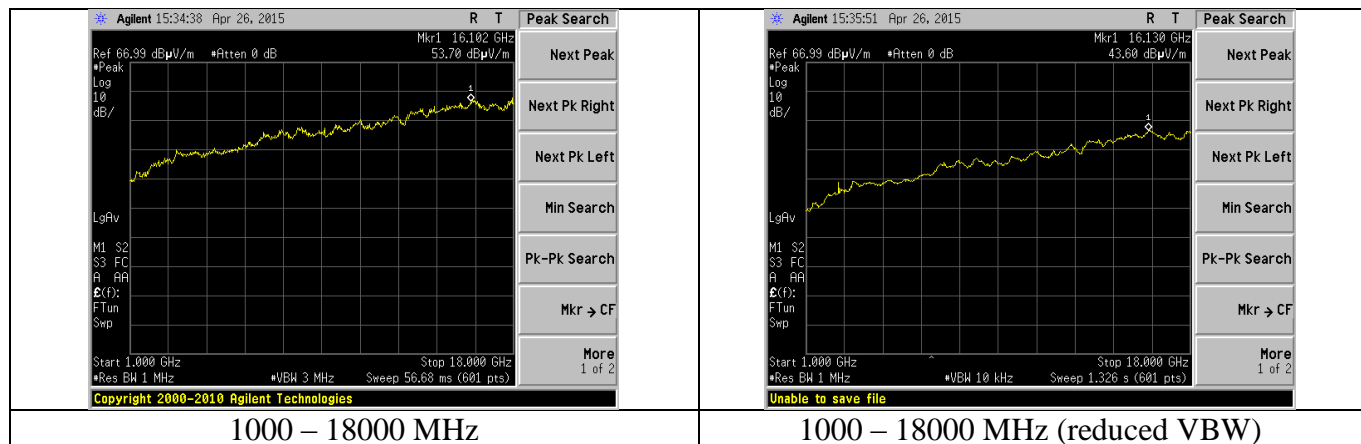 Agilent 15:34:38 Apr 26, 2015 R T
Peak Search
Mkr1 16.102 GHz
Ref 66.99 dBµV/m #Atten 0 dB 53.70 dBµV/m
#Peak
Log
10
dB/
1
LgAv
M1 S2
S3 FC
A AA
£(f):
FTun
Swp
Start 1.000 GHz Stop 18.000 GHz
#Res BW 1 MHz #VBW 3 MHz Sweep 56.68 ms (601 pts)
Copyright 2000-2010 Agilent Technologies
Next Peak
Next Pk Right
Next Pk Left
Min Search
Pk-Pk Search
Mkr → CF
More
1 of 2
1000 – 18000 MHz
Agilent 15:35:51 Apr 26, 2015 R T
Peak Search
Mkr1 16.130 GHz
Ref 66.99 dBµV/m #Atten 0 dB 43.60 dBµV/m
#Peak
Log
10
dB/
1
LgAv
M1 S2
S3 FC
A AA
£(f):
FTun
Swp
Start 1.000 GHz ^ Stop 18.000 GHz
#Res BW 1 MHz #VBW 10 kHz Sweep 1.326 s (601 pts)
Unable to save file
Next Peak
Next Pk Right
Next Pk Left
Min Search
Pk-Pk Search
Mkr → CF
More
1 of 2
1000 – 18000 MHz (reduced VBW)